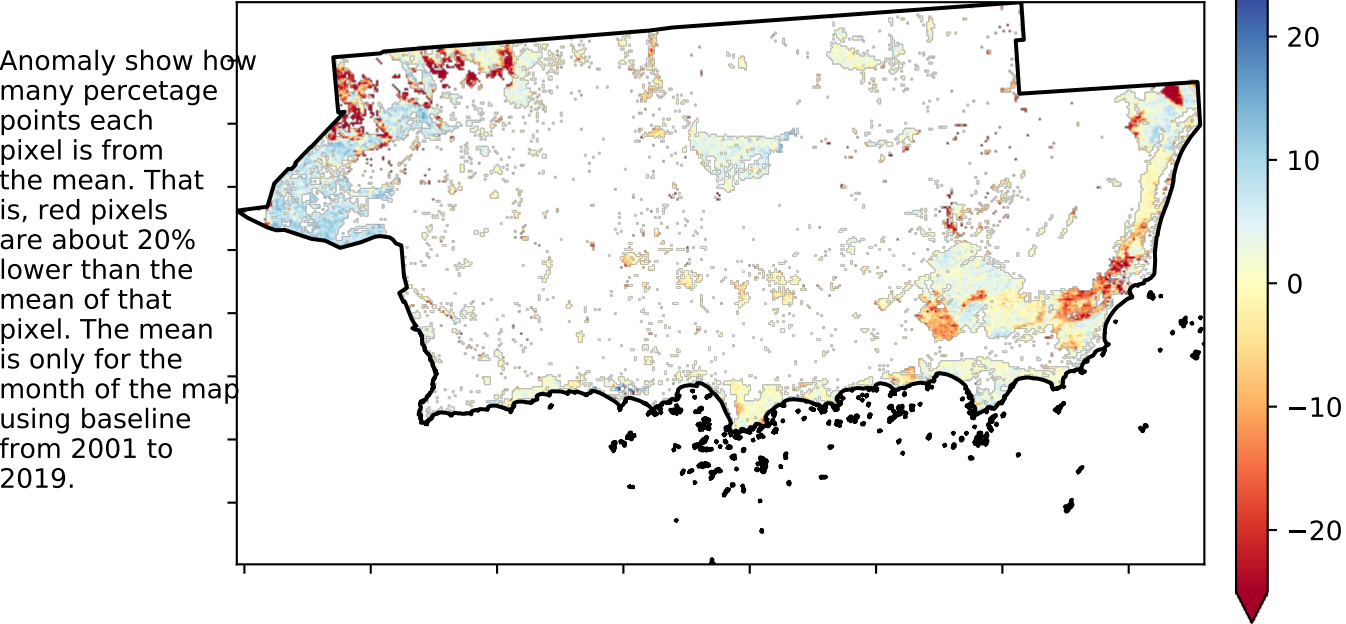 Anomaly show how
many percetage
points each
pixel is from
the mean. That
is, red pixels
are about 20%
lower than the
mean of that
pixel. The mean
is only for the
month of the map
using baseline
from 2001 to
2019.
20
10
0
−10
−20